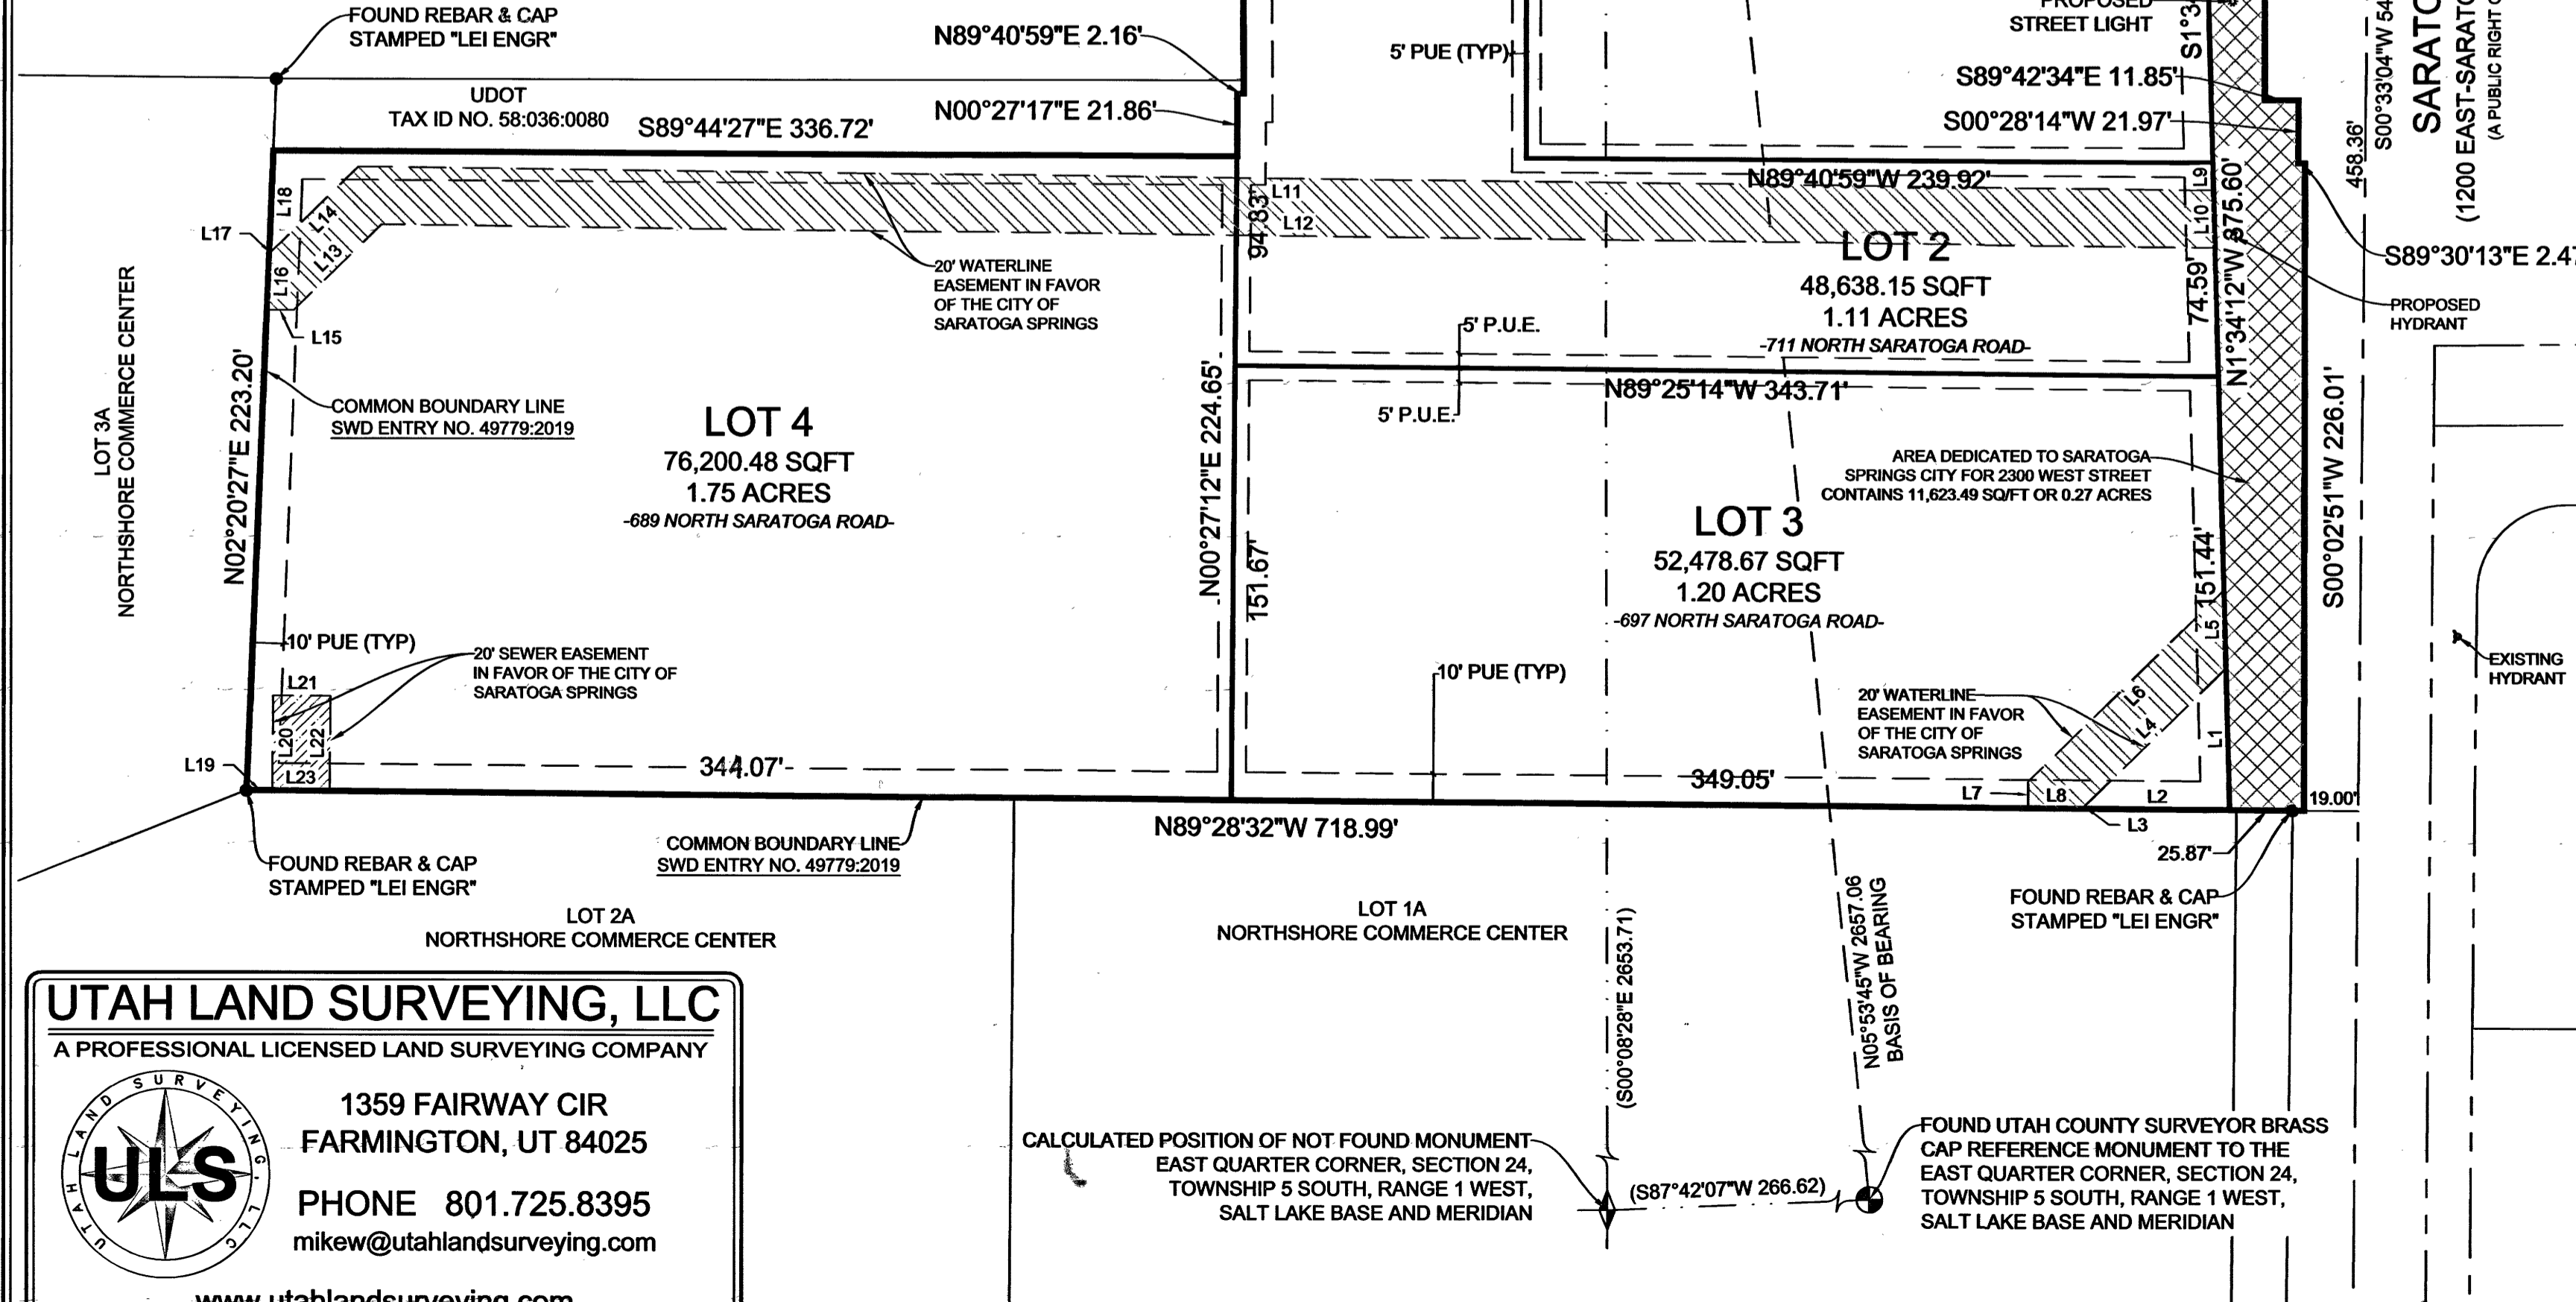 FOUND REBAR & CAP
STAMPED "LEI ENGR"
UDOT
TAX ID NO. 58:036:0080
S89°44'27"E 336.72'
N89°40'59"E 2.16'
N00°27'17"E 21.86'
5' PUE (TYP)
PROPOSED
STREET LIGHT
S1°3
S89°42'34"E 11.85'
S00°28'14"W 21.97'
458.36'
S00°33'04"W 54
SARATO
(1200 EAST-SARATO
(A PUBLIC RIGHT O
L17
L18
L14
L13
L16
L15
L11
L12
94.83'
N89°40'59"W 239.92'
L9
L10
N1°34'12"W 375.60'
74.59'
S89°30'13"E 2.47
PROPOSED
HYDRANT
20' WATERLINE
EASEMENT IN FAVOR
OF THE CITY OF
SARATOGA SPRINGS
LOT 2
48,638.15 SQFT
1.11 ACRES
-711 NORTH SARATOGA ROAD-
5' P.U.E.
5' P.U.E.
N89°25'14"W 343.71'
LOT 3A
NORTHSHORE COMMERCE CENTER
N02°20'27"E 223.20'
COMMON BOUNDARY LINE
SWD ENTRY NO. 49779:2019
LOT 4
76,200.48 SQFT
1.75 ACRES
-689 NORTH SARATOGA ROAD-
N00°27'12"E 224.65'
151.67'
AREA DEDICATED TO SARATOGA
SPRINGS CITY FOR 2300 WEST STREET
CONTAINS 11,623.49 SQ/FT OR 0.27 ACRES
LOT 3
52,478.67 SQFT
1.20 ACRES
-697 NORTH SARATOGA ROAD-
151.44'
S00°02'51"W 226.01'
EXISTING
HYDRANT
10' PUE (TYP)
20' SEWER EASEMENT
IN FAVOR OF THE CITY OF
SARATOGA SPRINGS
L21
L20
L22
L23
L19
344.07'
10' PUE (TYP)
20' WATERLINE
EASEMENT IN FAVOR
OF THE CITY OF
SARATOGA SPRINGS
L5
L6
L4
L1
349.05'
L7
L8
L2
L3
19.00'
25.87'
N89°28'32"W 718.99'
COMMON BOUNDARY LINE
SWD ENTRY NO. 49779:2019
FOUND REBAR & CAP
STAMPED "LEI ENGR"
FOUND REBAR & CAP
STAMPED "LEI ENGR"
LOT 2A
NORTHSHORE COMMERCE CENTER
LOT 1A
NORTHSHORE COMMERCE CENTER
(S00°08'28"E 2653.71)
N05°53'45"W 2657.06
BASIS OF BEARING
UTAH LAND SURVEYING, LLC
A PROFESSIONAL LICENSED LAND SURVEYING COMPANY
UTAH LAND SURVEYING, LLC
ULS
1359 FAIRWAY CIR
FARMINGTON, UT 84025
PHONE 801.725.8395
mikew@utahlandsurveying.com
www.utahlandsurveying.com
CALCULATED POSITION OF NOT FOUND MONUMENT
EAST QUARTER CORNER, SECTION 24,
TOWNSHIP 5 SOUTH, RANGE 1 WEST,
SALT LAKE BASE AND MERIDIAN
(S87°42'07"W 266.62)
FOUND UTAH COUNTY SURVEYOR BRASS
CAP REFERENCE MONUMENT TO THE
EAST QUARTER CORNER, SECTION 24,
TOWNSHIP 5 SOUTH, RANGE 1 WEST,
SALT LAKE BASE AND MERIDIAN